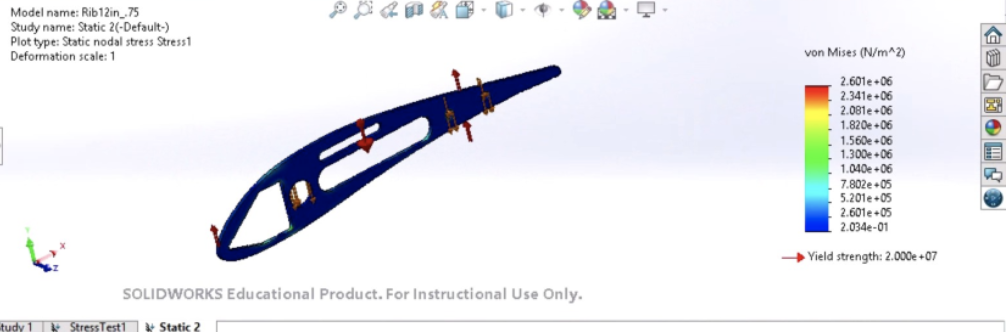 Model name: Rib12in_.75
Study name: Static 2(-Default-)
Plot type: Static nodal stress Stress1
Deformation scale: 1
von Mises (N/m^2)
2.601e+06
2.341e+06
2.081e+06
1.820e+06
1.560e+06
1.300e+06
1.040e+06
7.802e+05
5.201e+05
2.601e+05
2.034e-01
Yield strength: 2.000e+07
Y
X
Z
SOLIDWORKS Educational Product. For Instructional Use Only.
tudy 1 StressTest1 Static 2